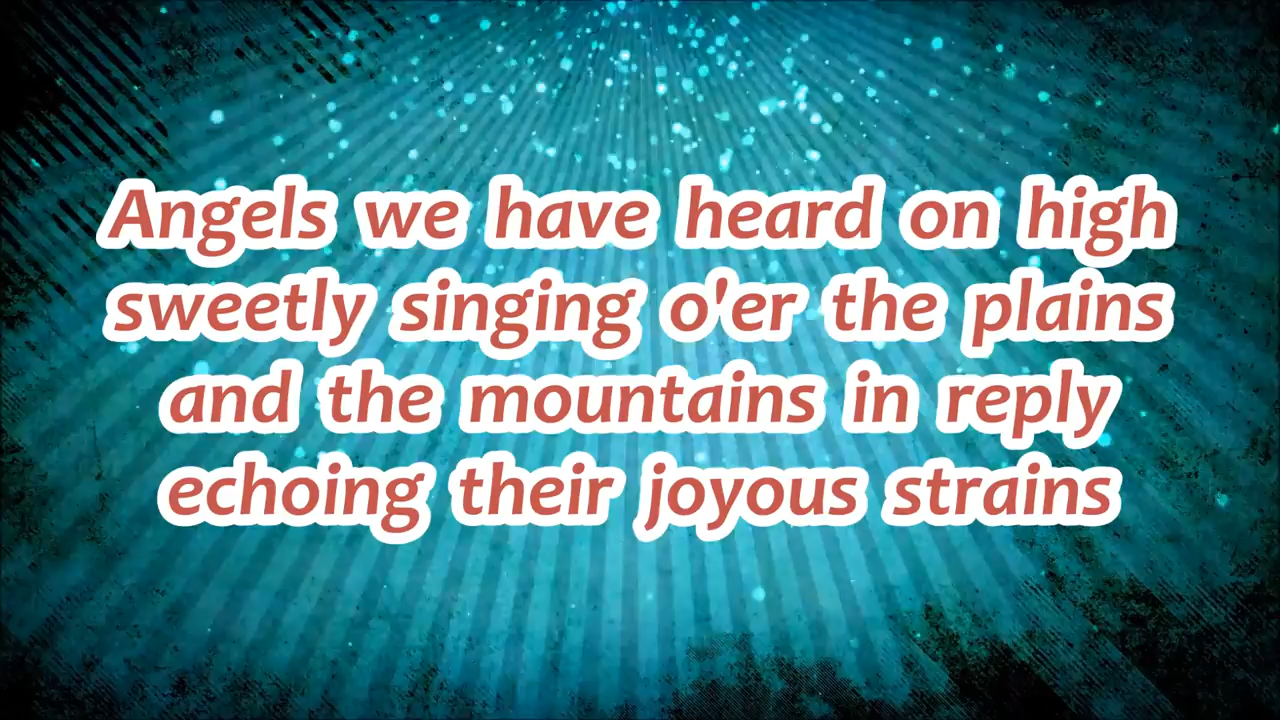 Angels we have heard on high
sweetly singing o'er the plains
and the mountains in reply
echoing their joyous strains